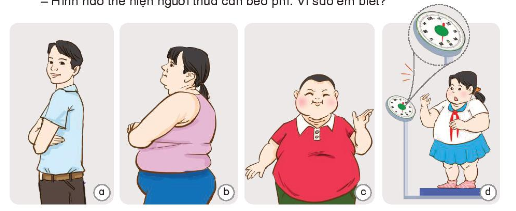 – Hình nào thể hiện người thừa cân béo phì? Vì sao em biết?
a
b
c
d